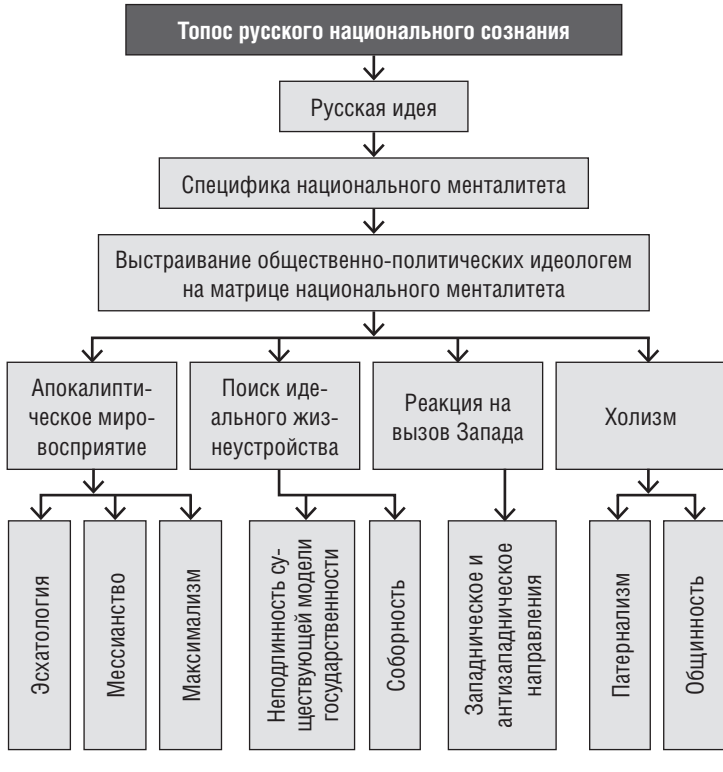 Топос русского национального сознания
Русская идея
Специфика национального менталитета
Выстраивание общественно-политических идеологем
на матрице национального менталитета
Апокалипти-
ческое миро-
восприятие
Поиск иде-
ального жиз-
неустройства
Реакция на
вызов Запада
Холизм
Эсхатология
Мессианство
Максимализм
Неподлинность су-
ществующей модели
государственности
Соборность
Западническое и
антизападническое
направления
Патернализм
Общинность